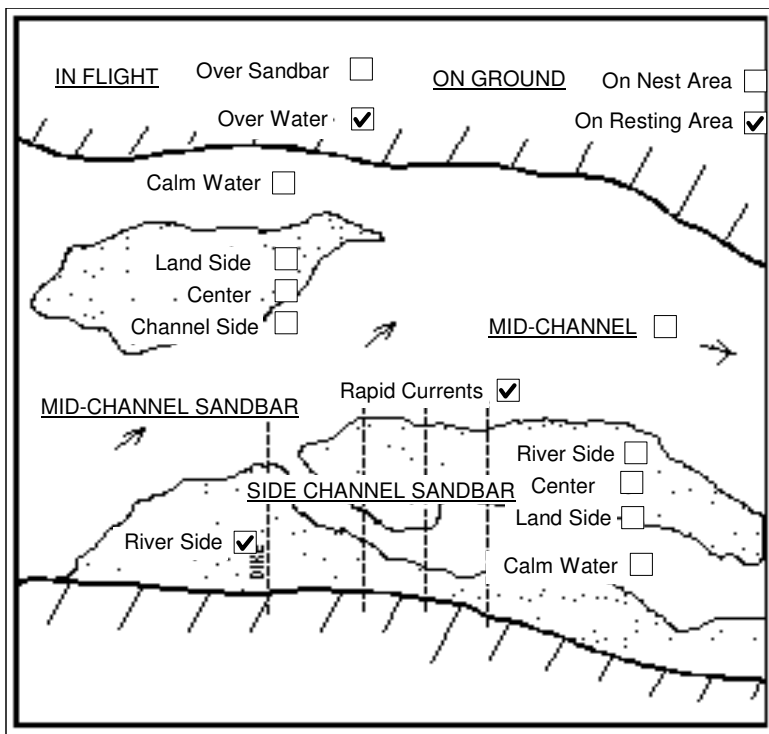 IN FLIGHT
Over Sandbar
ON GROUND
On Nest Area
Over Water
On Resting Area
Calm Water
Land Side
Center
Channel Side
MID-CHANNEL
Rapid Currents
MID-CHANNEL SANDBAR
River Side
SIDE CHANNEL SANDBAR
Center
Land Side
River Side
DIKE
Calm Water